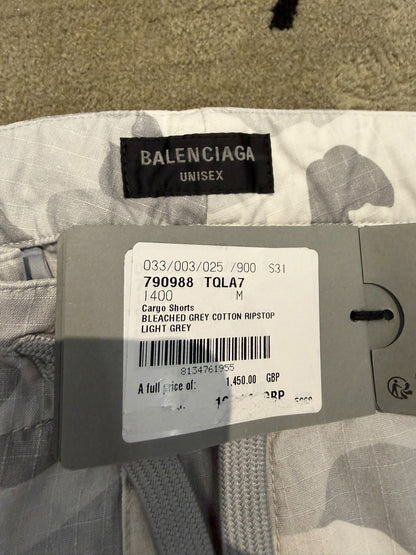 BALENCIAGA
UNISEX
033/003/025 /900 S31
790988 TQLA7
1400 M
Cargo Shorts
BLEACHED GREY COTTON RIPSTOP
LIGHT GREY
8134761955
A full price of: 1,450.00 GBP